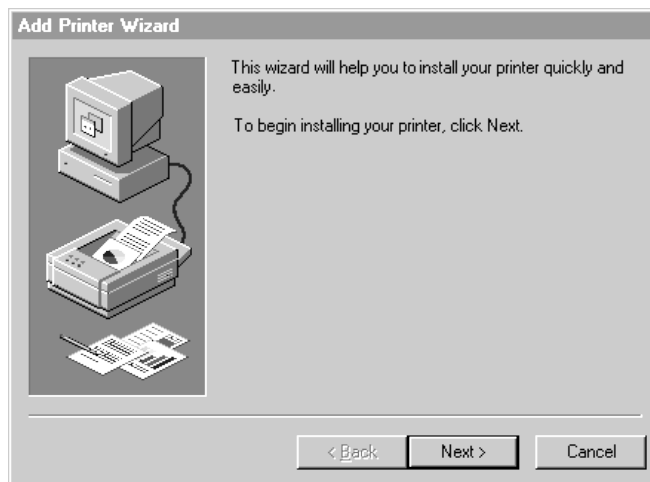 Add Printer Wizard
This wizard will help you to install your printer quickly and
easily.
To begin installing your printer, click Next.
< Back
Next >
Cancel